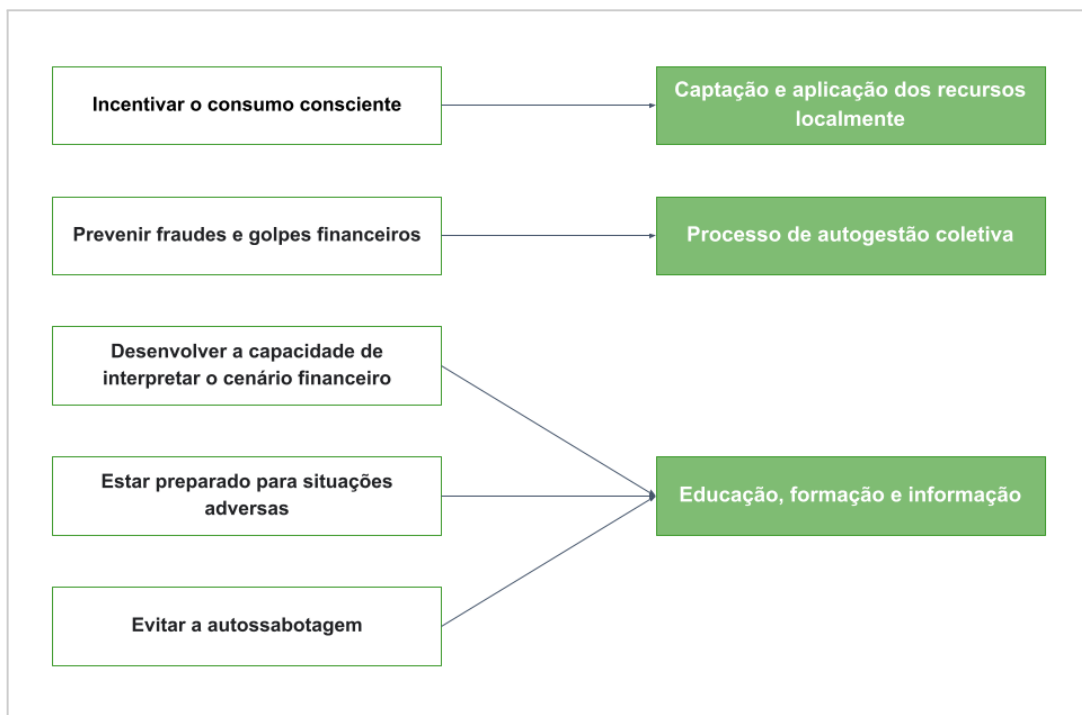 Incentivar o consumo consciente
Captação e aplicação dos recursos
localmente
Prevenir fraudes e golpes financeiros
Processo de autogestão coletiva
Desenvolver a capacidade de
interpretar o cenário financeiro
Estar preparado para situações
adversas
Educação, formação e informação
Evitar a autossabotagem